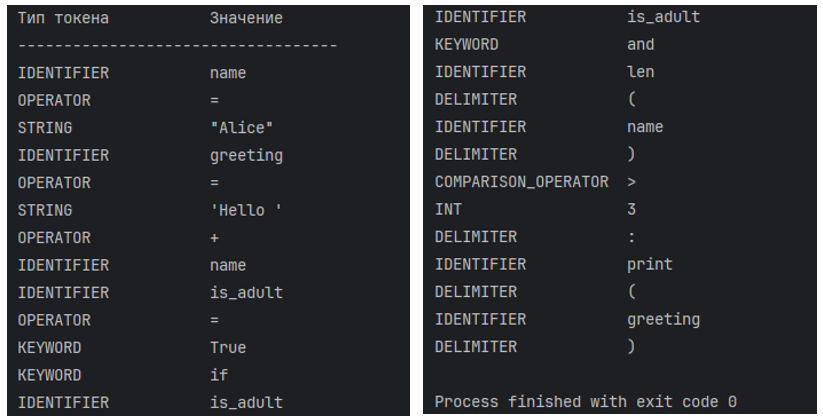 Тип токена Значение
-----------------------------------
IDENTIFIER name
OPERATOR =
STRING "Alice"
IDENTIFIER greeting
OPERATOR =
STRING 'Hello '
OPERATOR +
IDENTIFIER name
IDENTIFIER is_adult
OPERATOR =
KEYWORD True
KEYWORD if
IDENTIFIER is_adult
IDENTIFIER is_adult
KEYWORD and
IDENTIFIER len
DELIMITER (
IDENTIFIER name
DELIMITER )
COMPARISON_OPERATOR >
INT 3
DELIMITER :
IDENTIFIER print
DELIMITER (
IDENTIFIER greeting
DELIMITER )
Process finished with exit code 0